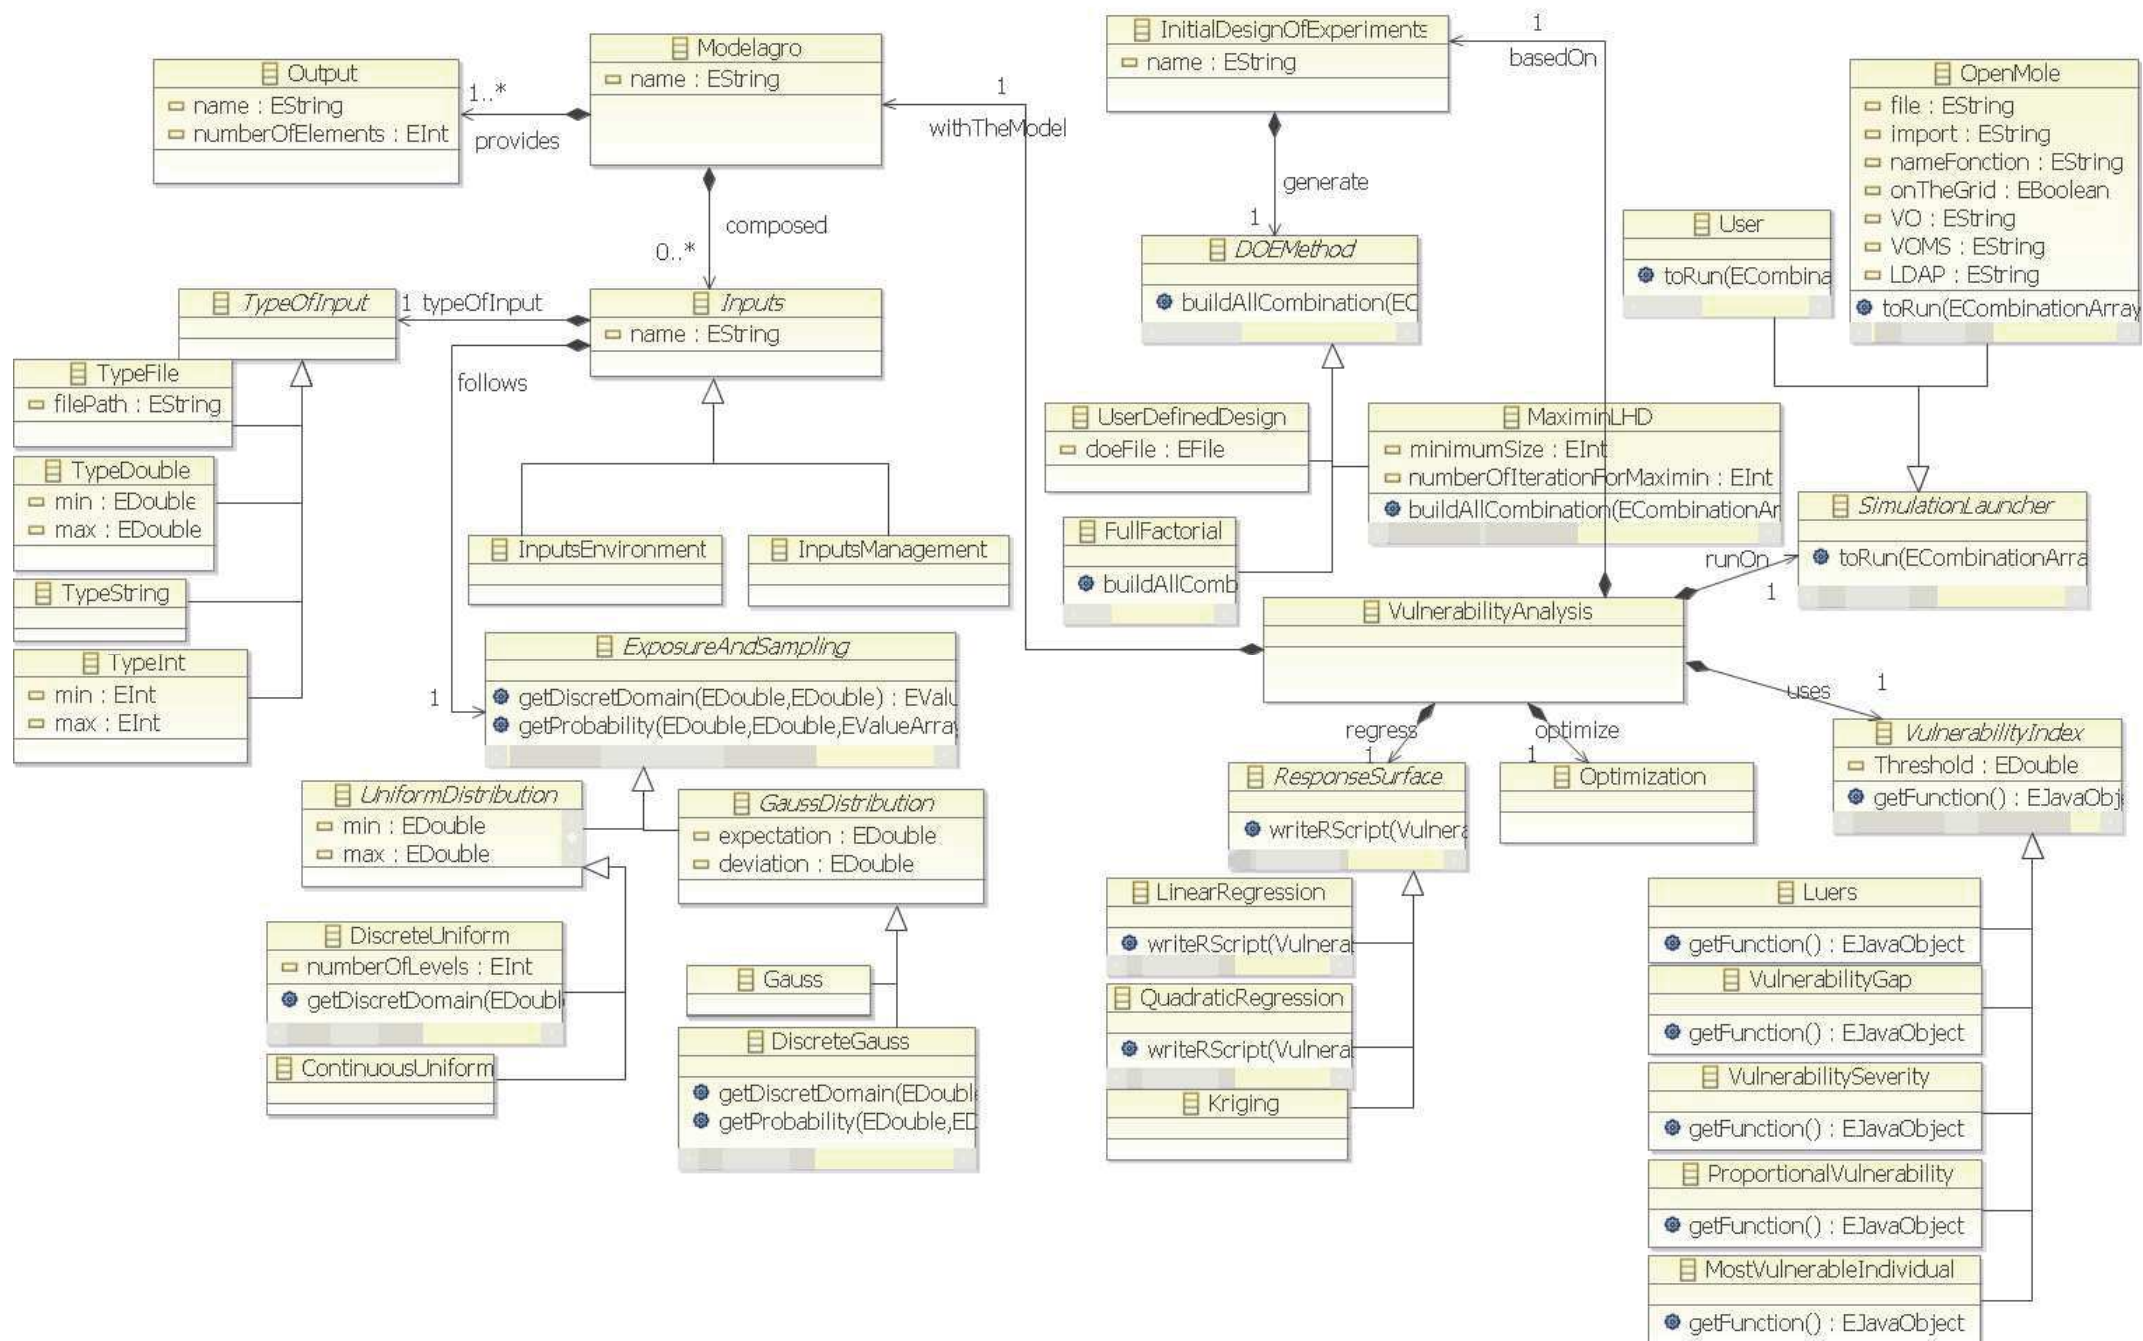 Output
name : EString
numberOfElements : EInt
1..*
provides
Modelagro
name : EString
composed
0..*
1
withTheModel
InitialDesignOfExperiments
name : EString
1
basedOn
generate
1
DOEMethod
buildAllCombination(EC
OpenMole
file : EString
import : EString
nameFonction : EString
onTheGrid : EBoolean
VO : EString
VOMS : EString
LDAP : EString
toRun(ECombinationArray
User
toRun(ECombina
TypeOfInput
1 typeOfInput
Inputs
name : EString
follows
TypeFile
filePath : EString
TypeDouble
min : EDouble
max : EDouble
TypeString
TypeInt
min : EInt
max : EInt
InputsEnvironment
InputsManagement
UserDefinedDesign
doeFile : EFile
MaximinLHD
minimumSize : EInt
numberOfIterationForMaximin : EInt
buildAllCombination(ECombinationAr
FullFactorial
buildAllComb
SimulationLauncher
toRun(ECombinationArra
runOn
1
VulnerabilityAnalysis
1
ExposureAndSampling
getDiscretDomain(EDouble,EDouble) : EValu
getProbability(EDouble,EDouble,EValueArray
uses
1
regress
1
optimize
1
VulnerabilityIndex
Threshold : EDouble
getFunction() : EJavaObj
ResponseSurface
writeRScript(Vulnera
Optimization
UniformDistribution
min : EDouble
max : EDouble
GaussDistribution
expectation : EDouble
deviation : EDouble
DiscreteUniform
numberOfLevels : EInt
getDiscretDomain(EDoubl
ContinuousUniform
Gauss
DiscreteGauss
getDiscretDomain(EDoubl
getProbability(EDouble,ED
LinearRegression
writeRScript(Vulnera
QuadraticRegression
writeRScript(Vulnera
Kriging
Luers
getFunction() : EJavaObject
VulnerabilityGap
getFunction() : EJavaObject
VulnerabilitySeverity
getFunction() : EJavaObject
ProportionalVulnerability
getFunction() : EJavaObject
MostVulnerableIndividual
getFunction() : EJavaObject